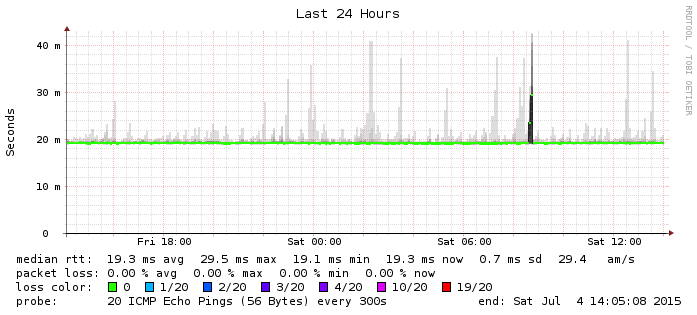 Last 24 Hours
RRDTOOL / TOBI OETIKER
Seconds
40 m
30 m
20 m
10 m
0
Fri 18:00 Sat 00:00 Sat 06:00 Sat 12:00
median rtt: 19.3 ms avg 29.5 ms max 19.1 ms min 19.3 ms now 0.7 ms sd 29.4 am/s
packet loss: 0.00 % avg 0.00 % max 0.00 % min 0.00 % now
loss color: 0 1/20 2/20 3/20 4/20 10/20 19/20
probe: 20 ICMP Echo Pings (56 Bytes) every 300s end: Sat Jul 4 14:05:08 2015